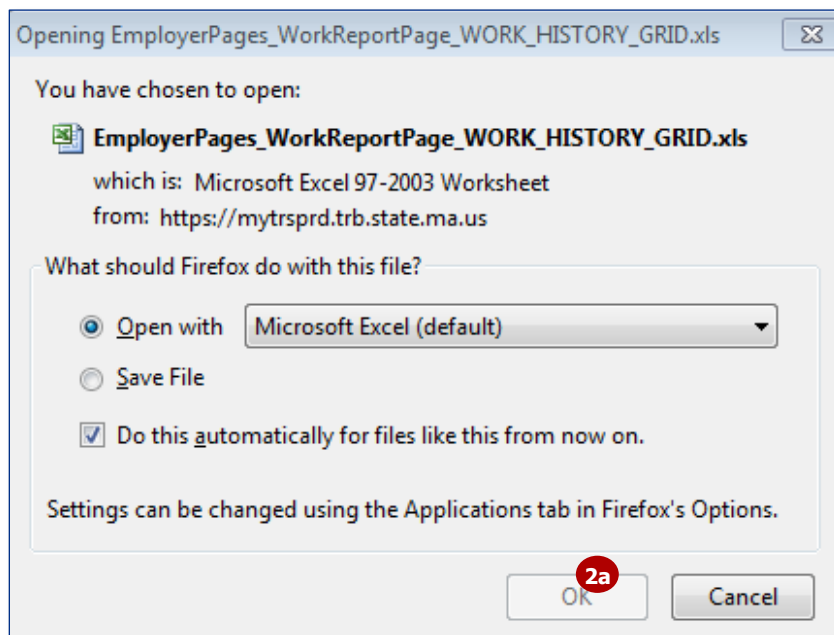 Opening EmployerPages_WorkReportPage_WORK_HISTORY_GRID.xls
You have chosen to open:
EmployerPages_WorkReportPage_WORK_HISTORY_GRID.xls
which is: Microsoft Excel 97-2003 Worksheet
from: https://mytrsprd.trb.state.ma.us
What should Firefox do with this file?
Open with Microsoft Excel (default)
Save File
Do this automatically for files like this from now on.
Settings can be changed using the Applications tab in Firefox's Options.
2a
OK Cancel